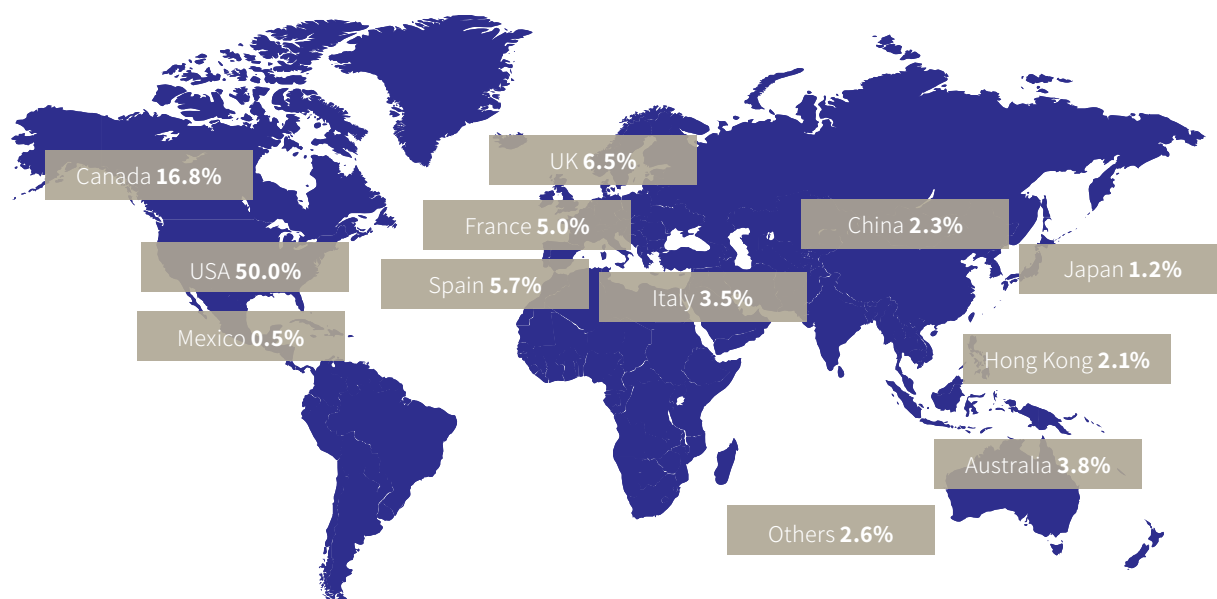 UK 6.5%
Canada 16.8%
France 5.0%
China 2.3%
USA 50.0%
Japan 1.2%
Spain 5.7%
Italy 3.5%
Mexico 0.5%
Hong Kong 2.1%
Australia 3.8%
Others 2.6%